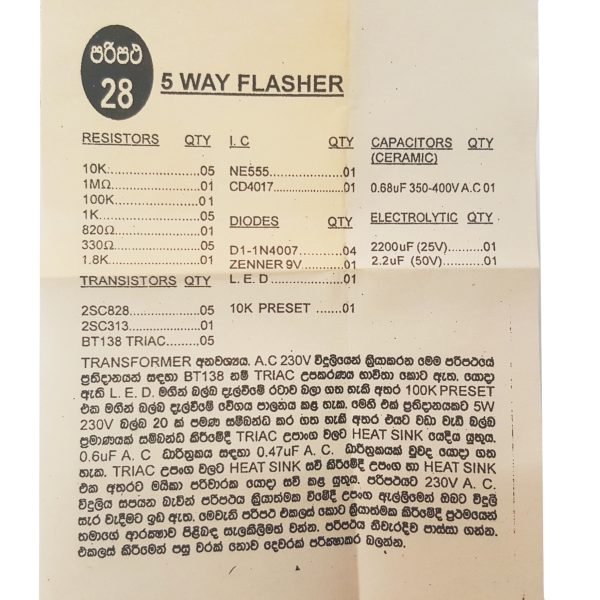 පරිපථ
28
5 WAY FLASHER
RESISTORS QTY
10K..................05
1MΩ................01
100K...............01
1K...................05
820Ω...............01
330Ω...............05
1.8K................01
TRANSISTORS QTY
2SC828..........05
2SC313..........01
BT138 TRIAC......05
I. C QTY
NE555................01
CD4017..............01
DIODES QTY
D1-1N4007........04
ZENNER 9V........01
L. E. D................01
10K PRESET ......01
CAPACITORS QTY
(CERAMIC)
0.68uF 350-400V A.C 01
ELECTROLYTIC QTY
2200uF (25V)........01
2.2uF (50V).........01
TRANSFORMER අනවශ්‍යය. A.C 230V විදුලියෙන් ක්‍රියාකරන මෙම පරිපථයේ
ප්‍රතිදානයන් සඳහා BT138 නම් TRIAC උපකරණය භාවිතා කොට ඇත. යොදා
ඇති L. E. D. මගින් බල්බ දැල්වීමේ රටාව බලා ගත හැකි අතර 100K PRESET
එක මගින් බල්බ දැල්වීමේ වේගය පාලනය කළ හැක. මෙහි එක් ප්‍රතිදානයකට 5W
230V බල්බ 20 ක් පමණ සම්බන්ධ කර ගත හැකි අතර එයට වඩා වැඩි බල්බ
ප්‍රමාණයක් සම්බන්ධ කිරීමේදී TRIAC උපාංග වලට HEAT SINK යෙදිය යුතුය.
0.6uF A. C ධාරිත්‍රකය සඳහා 0.47uF A. C. ධාරිත්‍රකයක් වුවද යොදා ගත
හැක. TRIAC උපාංග වලට HEAT SINK සවි කිරීමේදී උපාංග හා HEAT SINK
එක අතරට මයිකා පරිවාරක යොදා සවි කළ යුතුය. පරිපථයට 230V A. C.
විදුලිය සපයන බැවින් පරිපථය ක්‍රියාත්මක වීමේදී උපාංග ඇල්ලීමෙන් ඔබට විදුලි
සැර වැදීමට ඉඩ ඇත. මෙවැනි පරිපථ එකලස් කොට ක්‍රියාත්මක කිරීමේදී ප්‍රථමයෙන්
තමාගේ ආරක්ෂාව පිළිබඳ සැලකිලිමත් වන්න. පරිපථය නිවැරදිව පාස්සා ගන්න.
එකලස් කිරීමෙන් පසු වරක් නොව දෙවරක් පරික්ෂාකර බලන්න.